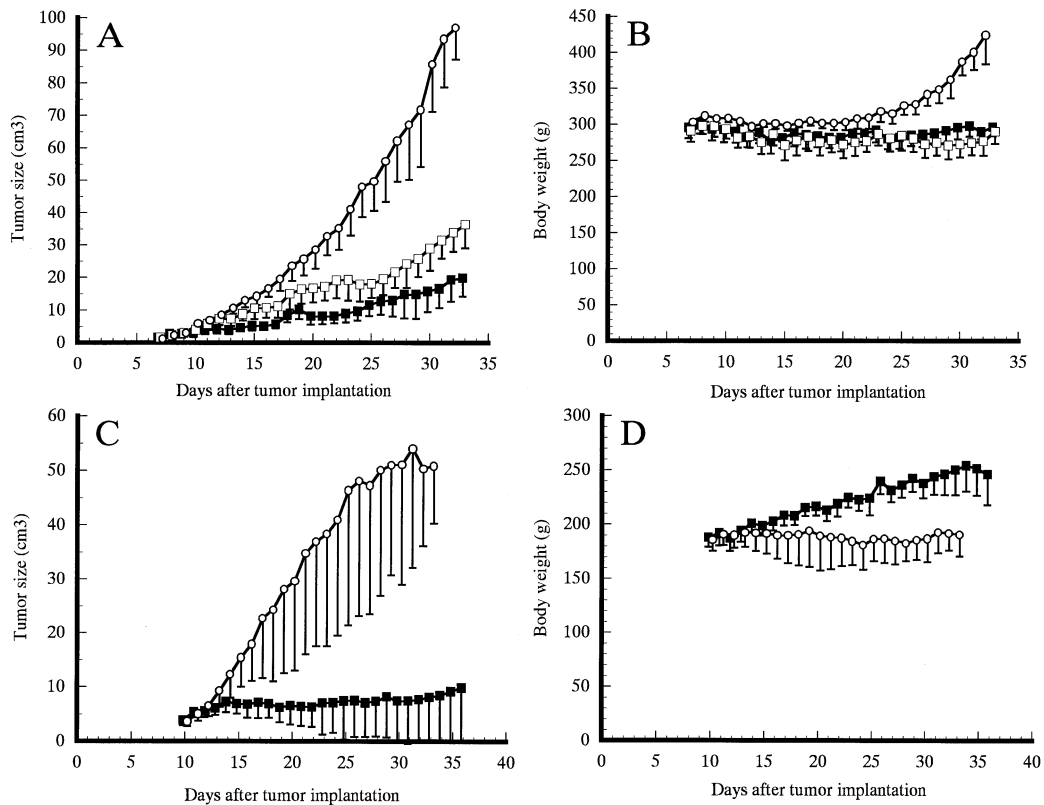 A
Tumor size (cm3)
100
90
80
70
60
50
40
30
20
10
0
0 5 10 15 20 25 30 35
Days after tumor implantation
B
Body weight (g)
450
400
350
300
250
200
150
100
50
0
0 5 10 15 20 25 30 35
Days after tumor implantation
C
Tumor size (cm3)
60
50
40
30
20
10
0
0 5 10 15 20 25 30 35 40
Days after tumor implantation
D
Body weight (g)
300
250
200
150
100
50
0
0 5 10 15 20 25 30 35 40
Days after tumor implantation